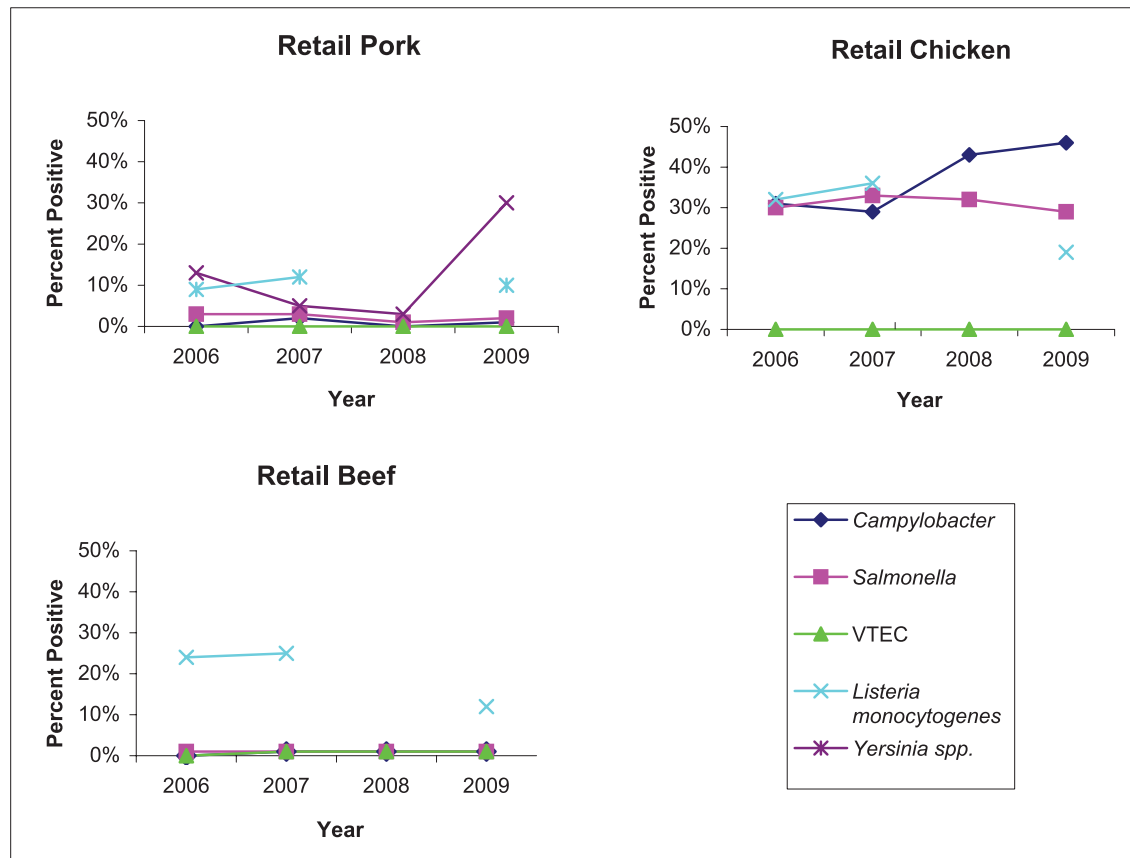 Retail Pork
Percent Positive
50%
40%
30%
20%
10%
0%
2006 2007 2008 2009
Year
Retail Chicken
Percent Positive
50%
40%
30%
20%
10%
0%
2006 2007 2008 2009
Year
Retail Beef
Percent Positive
50%
40%
30%
20%
10%
0%
2006 2007 2008 2009
Year
Campylobacter
Salmonella
VTEC
Listeria
monocytogenes
Yersinia spp.